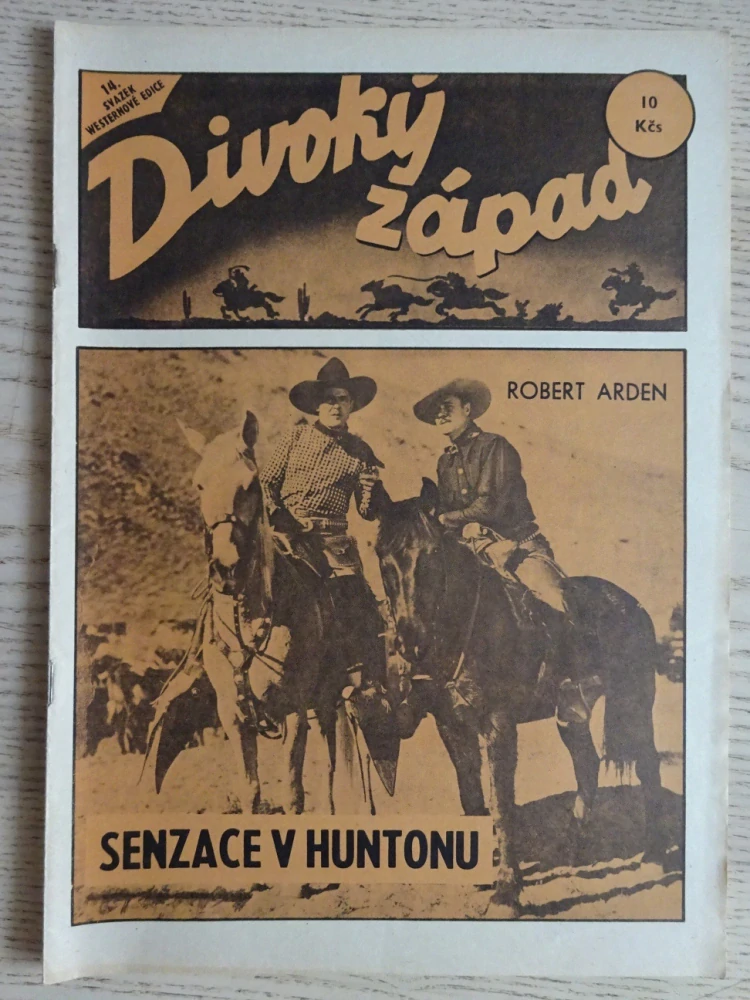 14.
SVAZEK
WESTERNOVÉ EDICE
Divoký
západ
10
Kčs
ROBERT ARDEN
SENZACE V HUNTONU